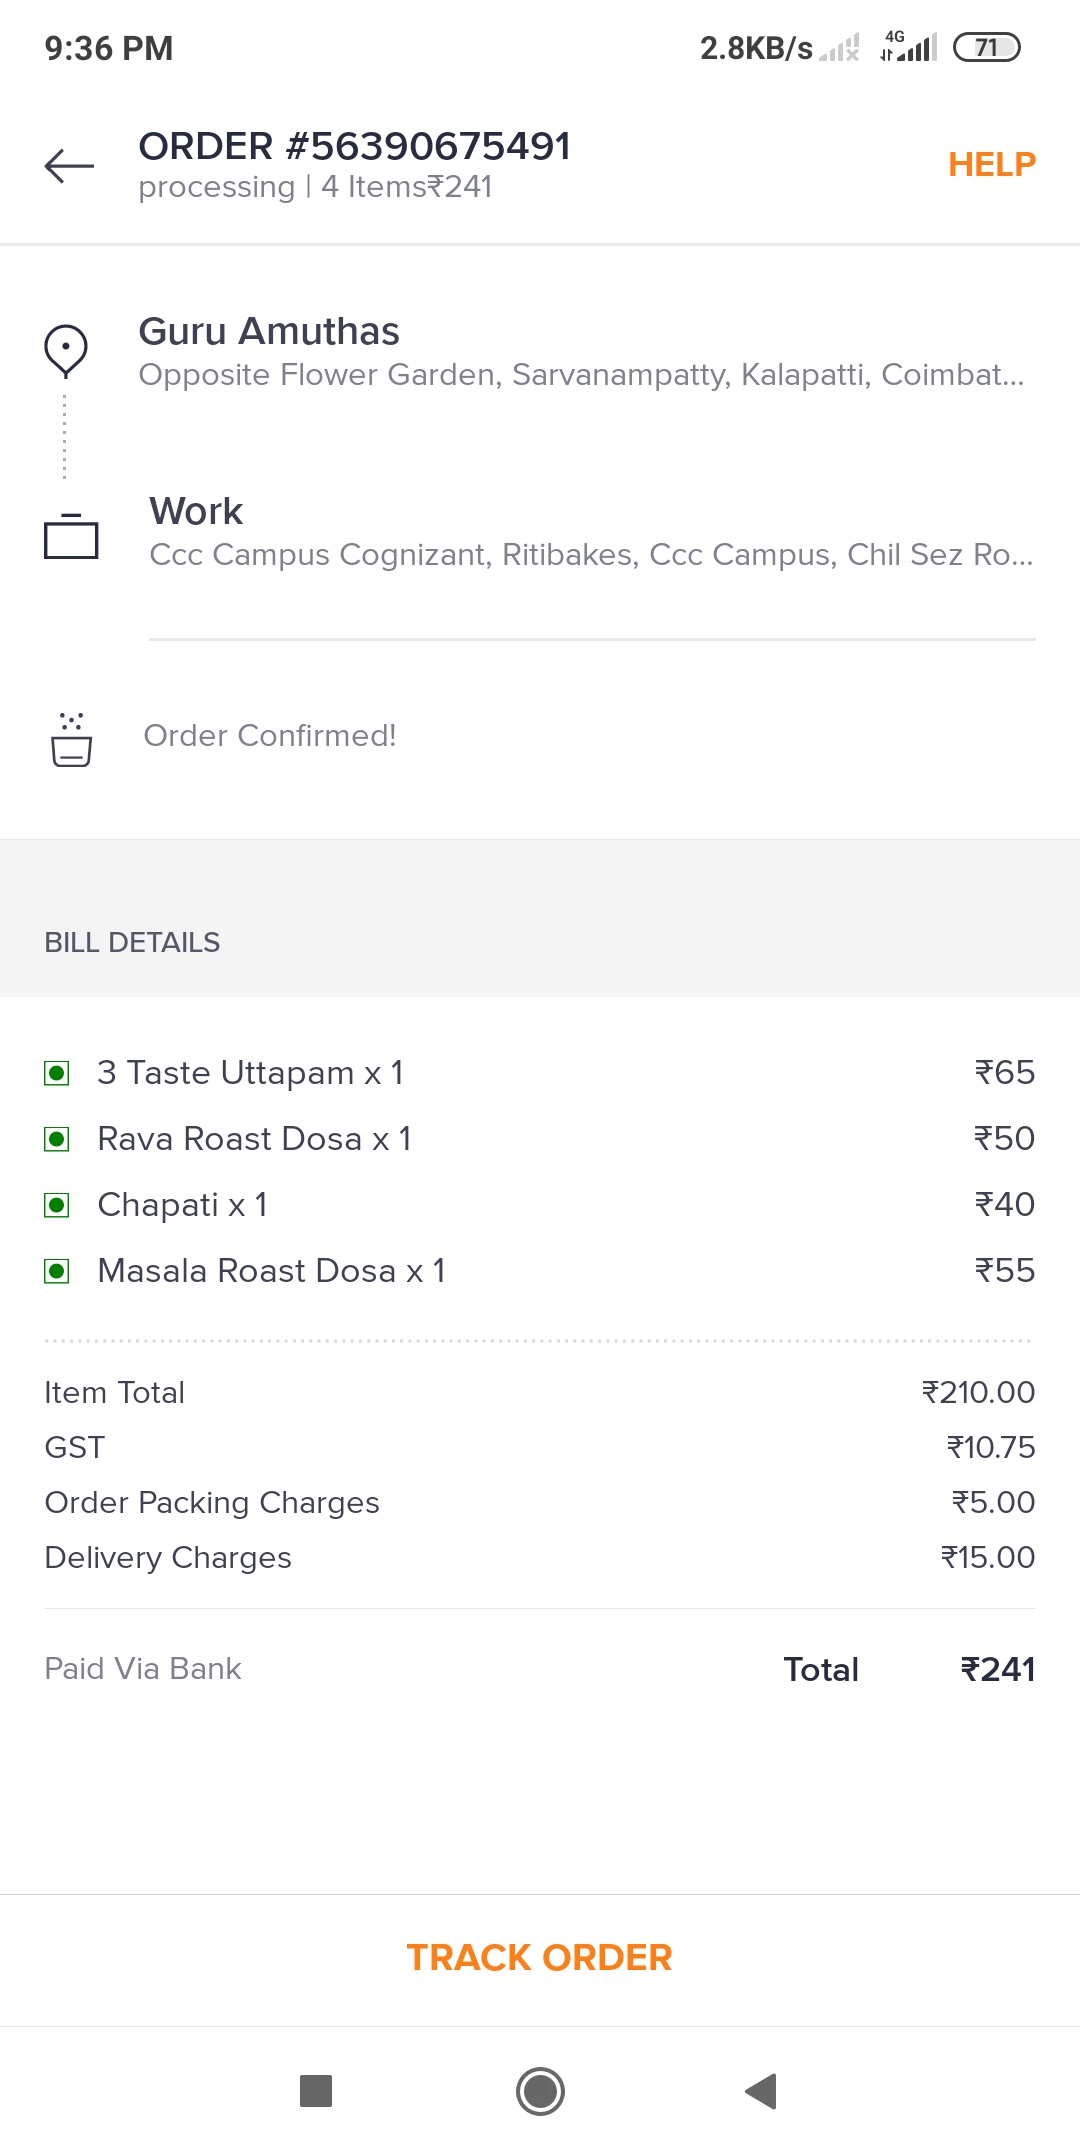 9:36 PM 2.8KB/s 4G 71
ORDER #56390675491
HELP
processing | 4 Items₹241
Guru Amuthas
Opposite Flower Garden, Sarvanampatty, Kalapatti, Coimbat...
Work
Ccc Campus Cognizant, Ritibakes, Ccc Campus, Chil Sez Ro...
Order Confirmed!
BILL DETAILS
3 Taste Uttapam x 1 ₹65
Rava Roast Dosa x 1 ₹50
Chapati x 1 ₹40
Masala Roast Dosa x 1 ₹55
Item Total ₹210.00
GST ₹10.75
Order Packing Charges ₹5.00
Delivery Charges ₹15.00
Paid Via Bank Total ₹241
TRACK ORDER